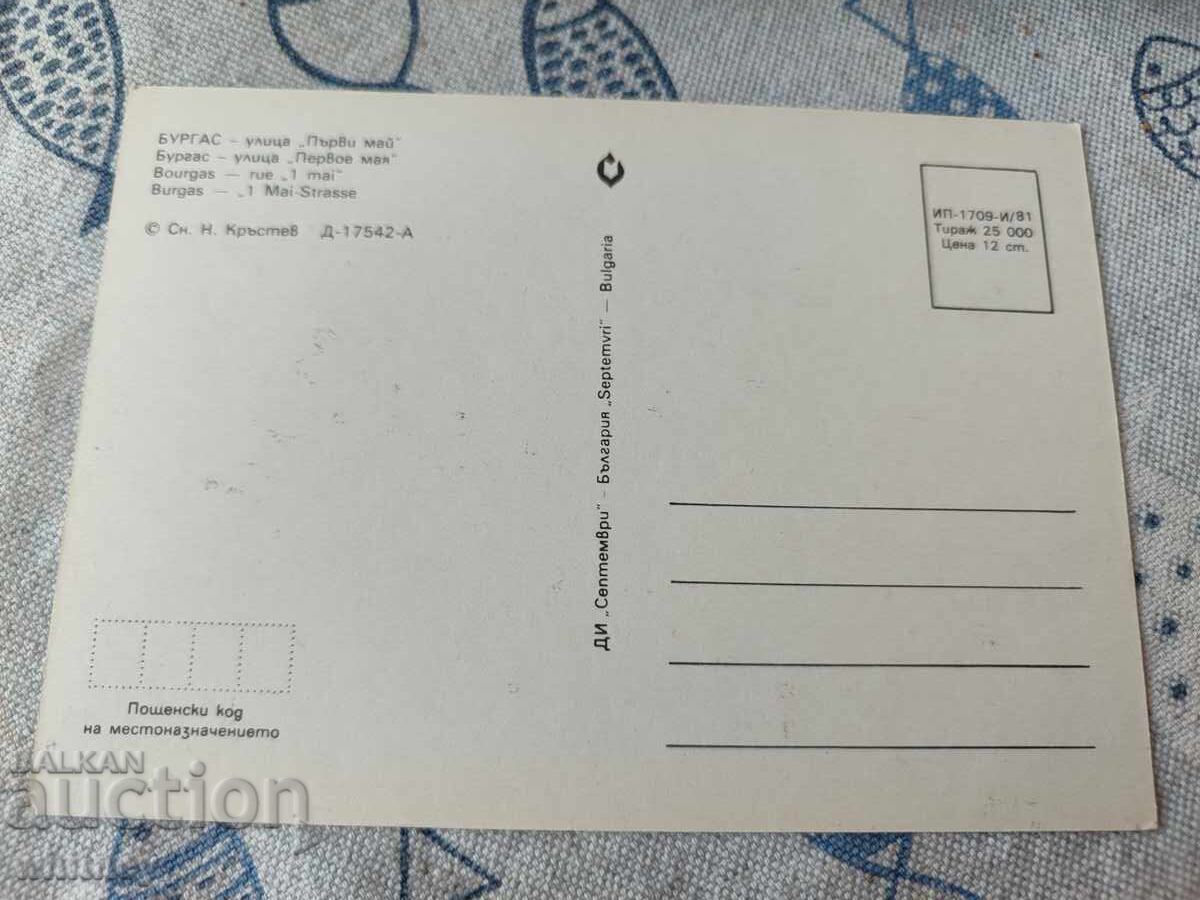 БУРГАС – улица „Първи май“
Бургас – улица „Первое мая“
Bourgas — rue „1 mai“
Burgas — „1 Mai-Strasse
© Сн. Н. Кръстев Д-17542-А
ДИ „Септември“ – България „Septemvri“ — Bulgaria
ИП-1709-И/81
Тираж 25 000
Цена 12 ст.
Пощенски код
на местоназначението
BALKAN
auction